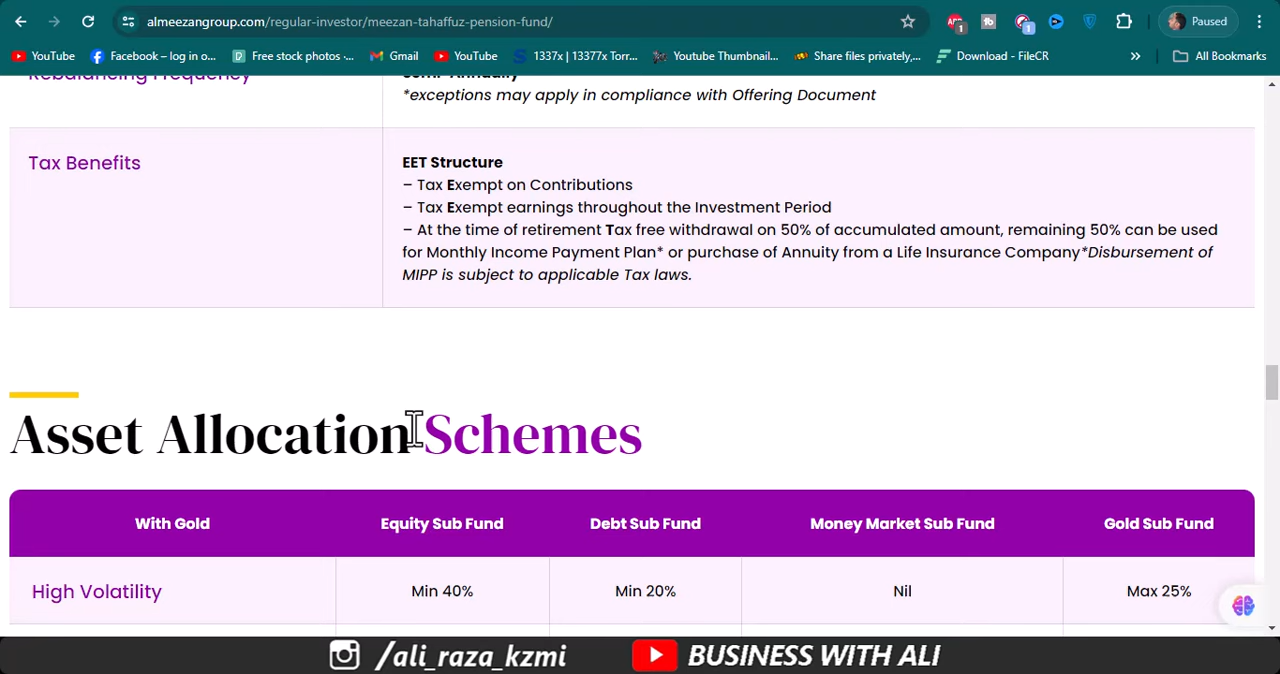 almeezangroup.com/regular-investor/meezan-tahaffuz-pension-fund/
1
1
Paused
YouTube
Facebook – log in o...
Free stock photos ·...
Gmail
YouTube
1337x | 13377x Torr...
Youtube Thumbnail...
Share files privately,...
Download - FileCR
»
All Bookmarks
Rebalancing Frequency
Semi-Annually
*exceptions may apply in compliance with Offering Document
Tax Benefits
EET Structure
– Tax Exempt on Contributions
– Tax Exempt earnings throughout the Investment Period
– At the time of retirement Tax free withdrawal on 50% of accumulated amount, remaining 50% can be used
for Monthly Income Payment Plan* or purchase of Annuity from a Life Insurance Company*Disbursement of
MIPP is subject to applicable Tax laws.
Asset Allocation Schemes
With Gold
Equity Sub Fund
Debt Sub Fund
Money Market Sub Fund
Gold Sub Fund
High Volatility
Min 40%
Min 20%
Nil
Max 25%
/ali_raza_kzmi
BUSINESS WITH ALI